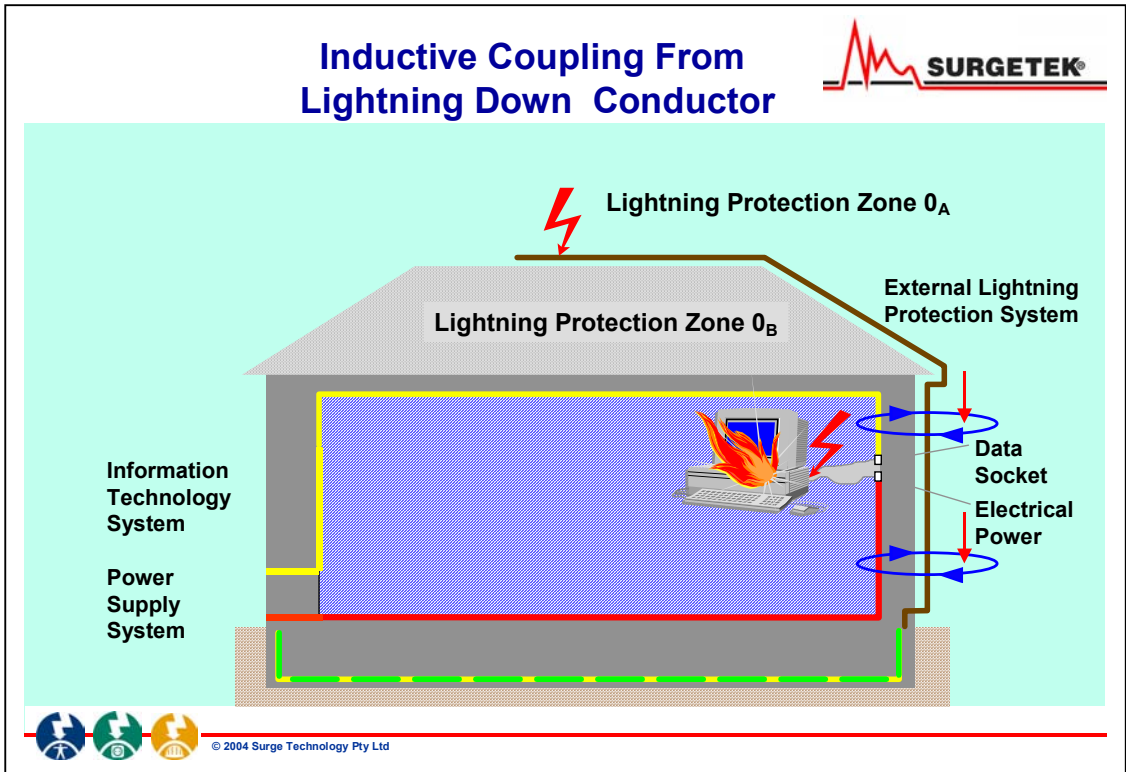 Inductive Coupling From
Lightning Down Conductor
SURGETEK®
Lightning Protection Zone 0A
External Lightning
Protection System
Lightning Protection Zone 0B
Information
Technology
System
Data
Socket
Electrical
Power
Power
Supply
System
© 2004 Surge Technology Pty Ltd